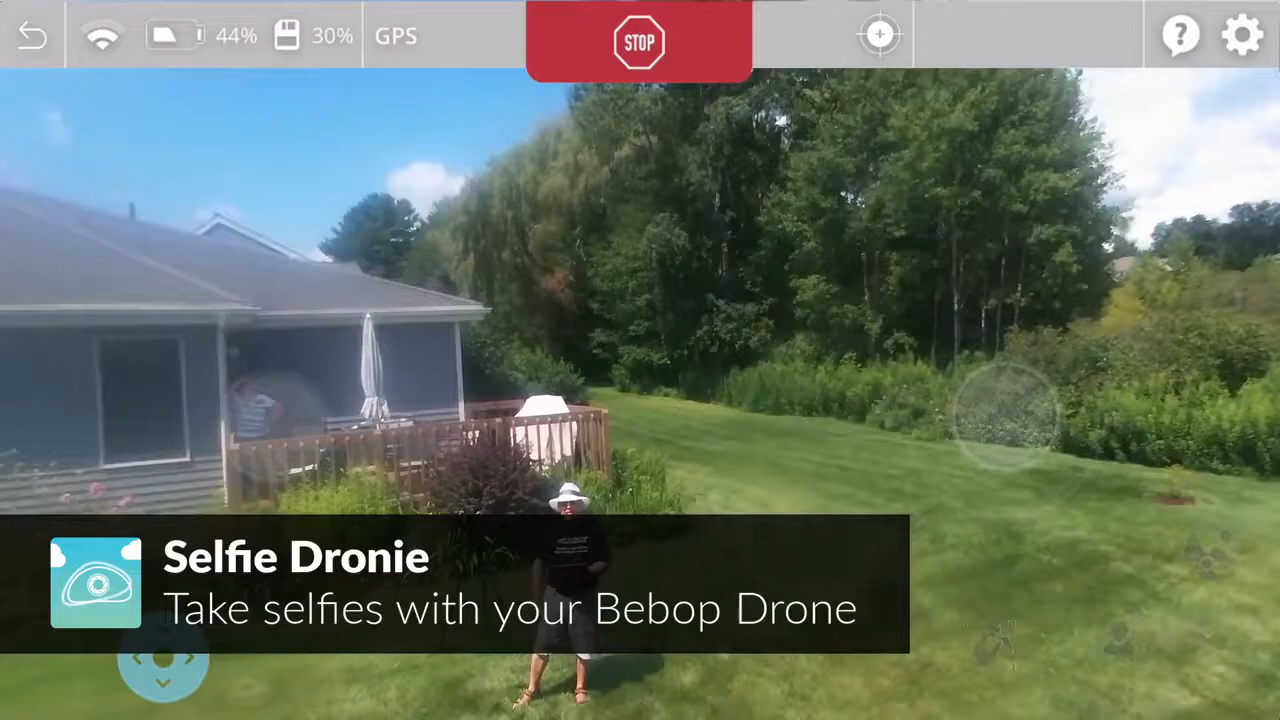 44%
30%
GPS
STOP
?
Selfie Dronie
Take selfies with your Bebop Drone